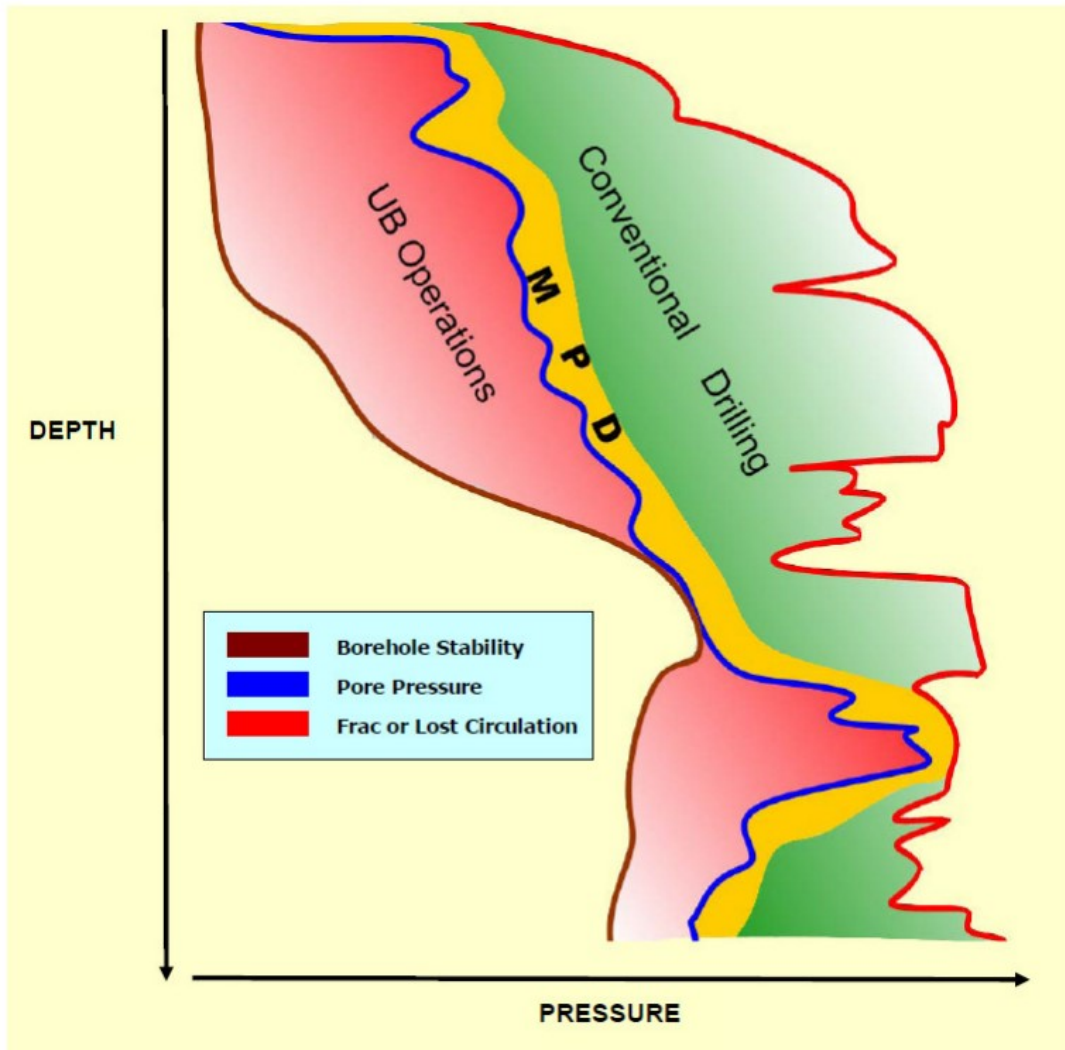 UB Operations
M P D
Conventional Drilling
DEPTH
Borehole Stability
Pore Pressure
Frac or Lost Circulation
PRESSURE